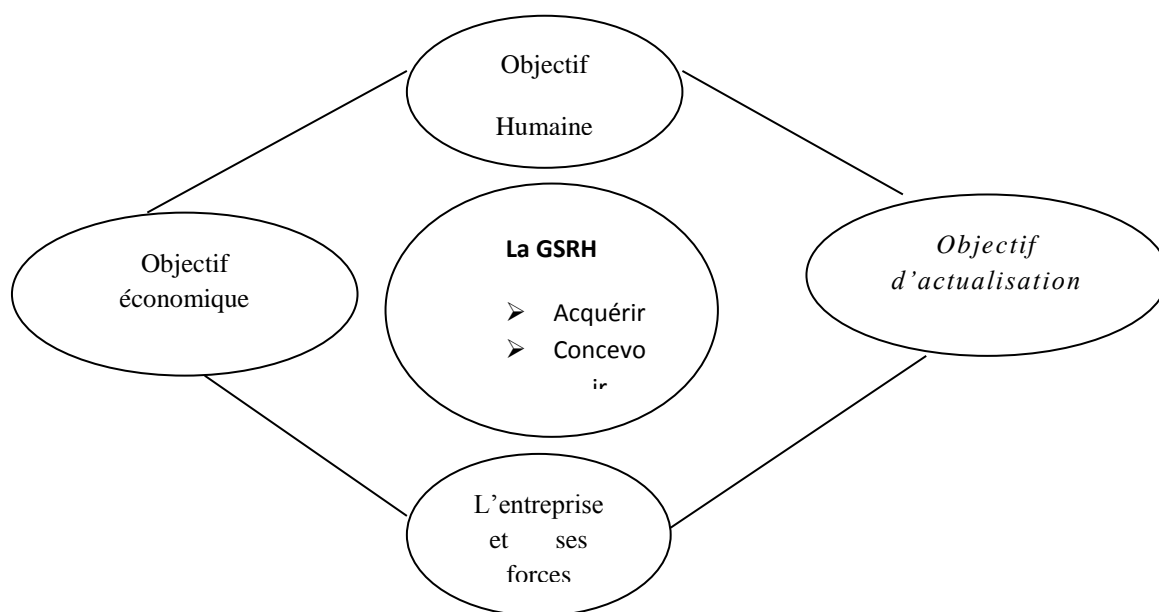 Objectif
Humaine
Objectif
économique
La GSRH
➢ Acquérir
➢ Concevo
ir
Objectif
d’actualisation
L’entreprise
et ses
forces